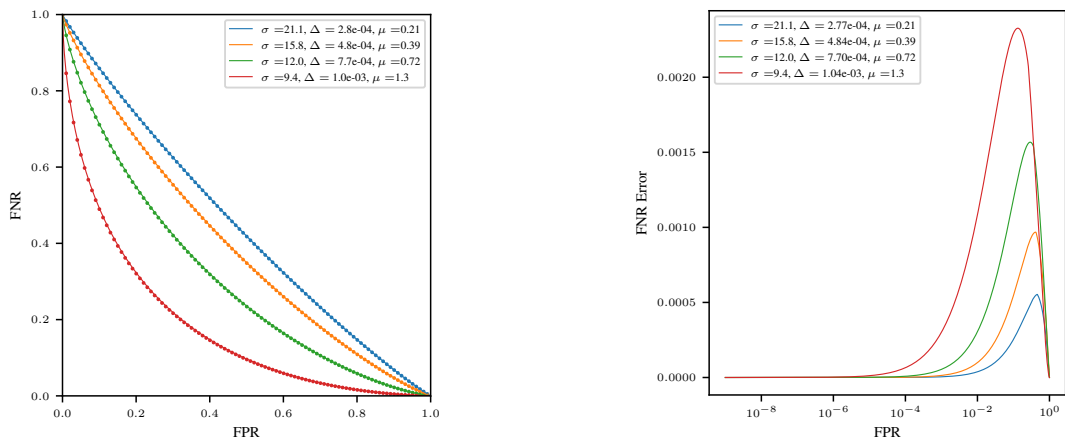 σ =21.1, Δ = 2.8e-04, μ =0.21
σ =15.8, Δ = 4.8e-04, μ =0.39
σ =12.0, Δ = 7.7e-04, μ =0.72
σ =9.4, Δ = 1.0e-03, μ =1.3
1.0
0.8
0.6
0.4
0.2
0.0
FNR
0.0 0.2 0.4 0.6 0.8 1.0
FPR
σ =21.1, Δ = 2.77e-04, μ =0.21
σ =15.8, Δ = 4.84e-04, μ =0.39
σ =12.0, Δ = 7.70e-04, μ =0.72
σ =9.4, Δ = 1.04e-03, μ =1.3
0.0020
0.0015
0.0010
0.0005
0.0000
FNR Error
10⁻⁸ 10⁻⁶ 10⁻⁴ 10⁻² 10⁰
FPR